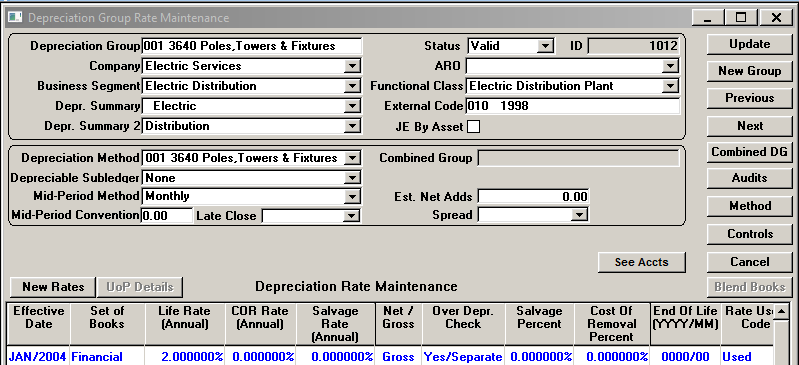 Depreciation Group Rate Maintenance
Depreciation Group 001 3640 Poles,Towers & Fixtures Status Valid ID 1012 Update
Company Electric Services ARO New Group
Business Segment Electric Distribution Functional Class Electric Distribution Plant
Depr. Summary Electric External Code 010 1998 Previous
Depr. Summary 2 Distribution JE By Asset Next
Depreciation Method 001 3640 Poles,Towers & Fixtures Combined Group Combined DG
Depreciable Subledger None Audits
Mid-Period Method Monthly Est. Net Adds 0.00 Method
Mid-Period Convention 0.00 Late Close Spread
Controls
See Accts Cancel
New Rates UoP Details Depreciation Rate Maintenance Blend Books
Effective Date Set of Books Life Rate (Annual) COR Rate (Annual) Salvage Rate (Annual) Net / Gross Over Depr. Check Salvage Percent Cost Of Removal Percent End Of Life (YYYY/MM) Rate Use Code
JAN/2004 Financial 2.000000% 0.000000% 0.000000% Gross Yes/Separate 0.000000% 0.000000% 0000/00 Used